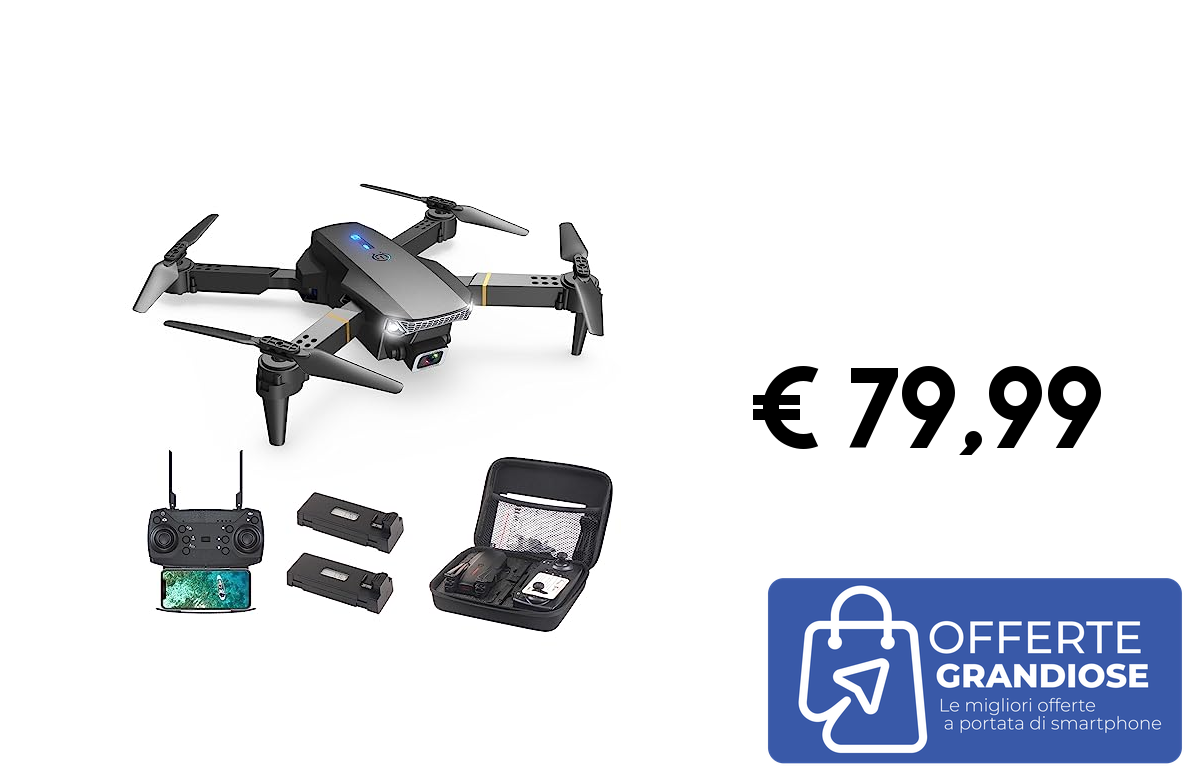 € 79,99
OFFERTE
GRANDIOSE
Le migliori offerte
a portata di smartphone